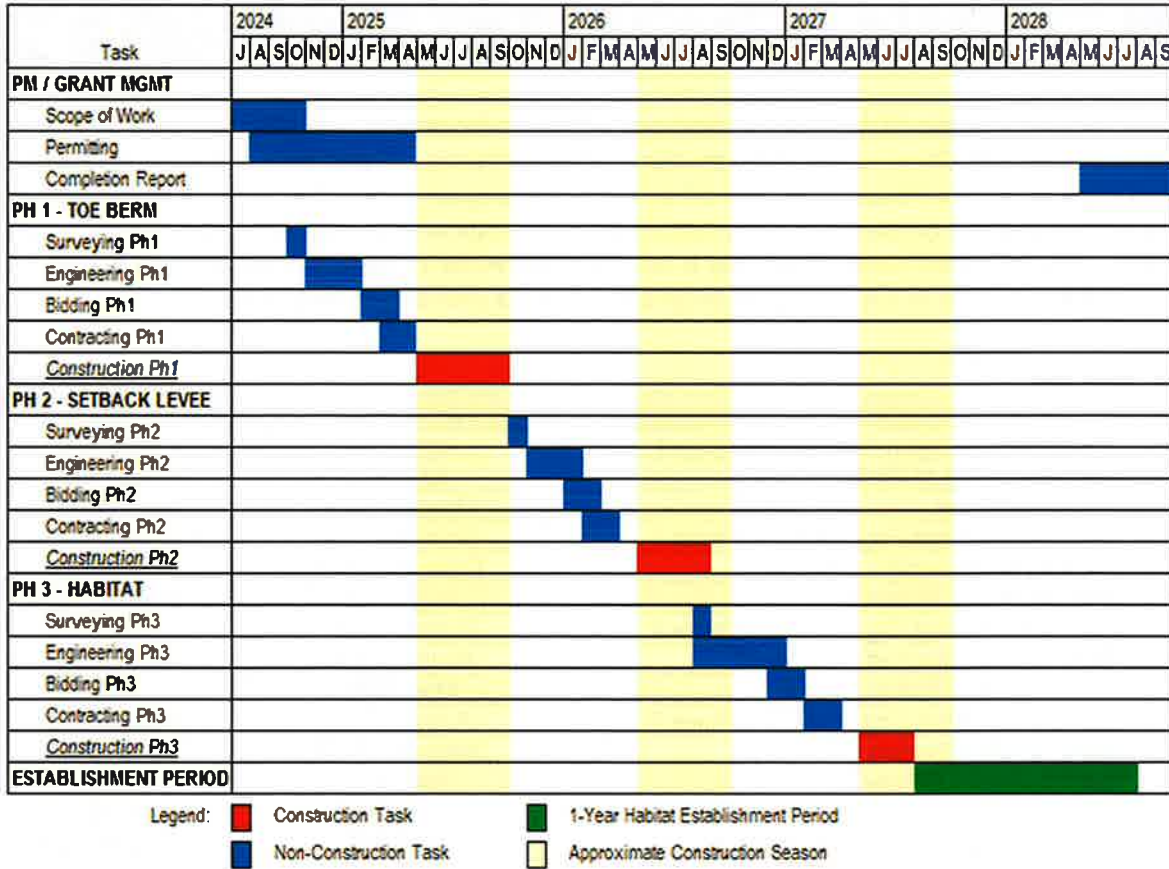 2024 2025 2026 2027 2028
Task J A S O N D J F M A M J J A S O N D J F M A M J J A S O N D J F M A M J J A S O N D J F M A M J J A S
PM / GRANT MGMT
Scope of Work
Permitting
Completion Report
PH 1 - TOE BERM
Surveying Ph1
Engineering Ph1
Bidding Ph1
Contracting Ph1
Construction Ph1
PH 2 - SETBACK LEVEE
Surveying Ph2
Engineering Ph2
Bidding Ph2
Contracting Ph2
Construction Ph2
PH 3 - HABITAT
Surveying Ph3
Engineering Ph3
Bidding Ph3
Contracting Ph3
Construction Ph3
ESTABLISHMENT PERIOD
Legend: Construction Task 1-Year Habitat Establishment Period
Non-Construction Task Approximate Construction Season